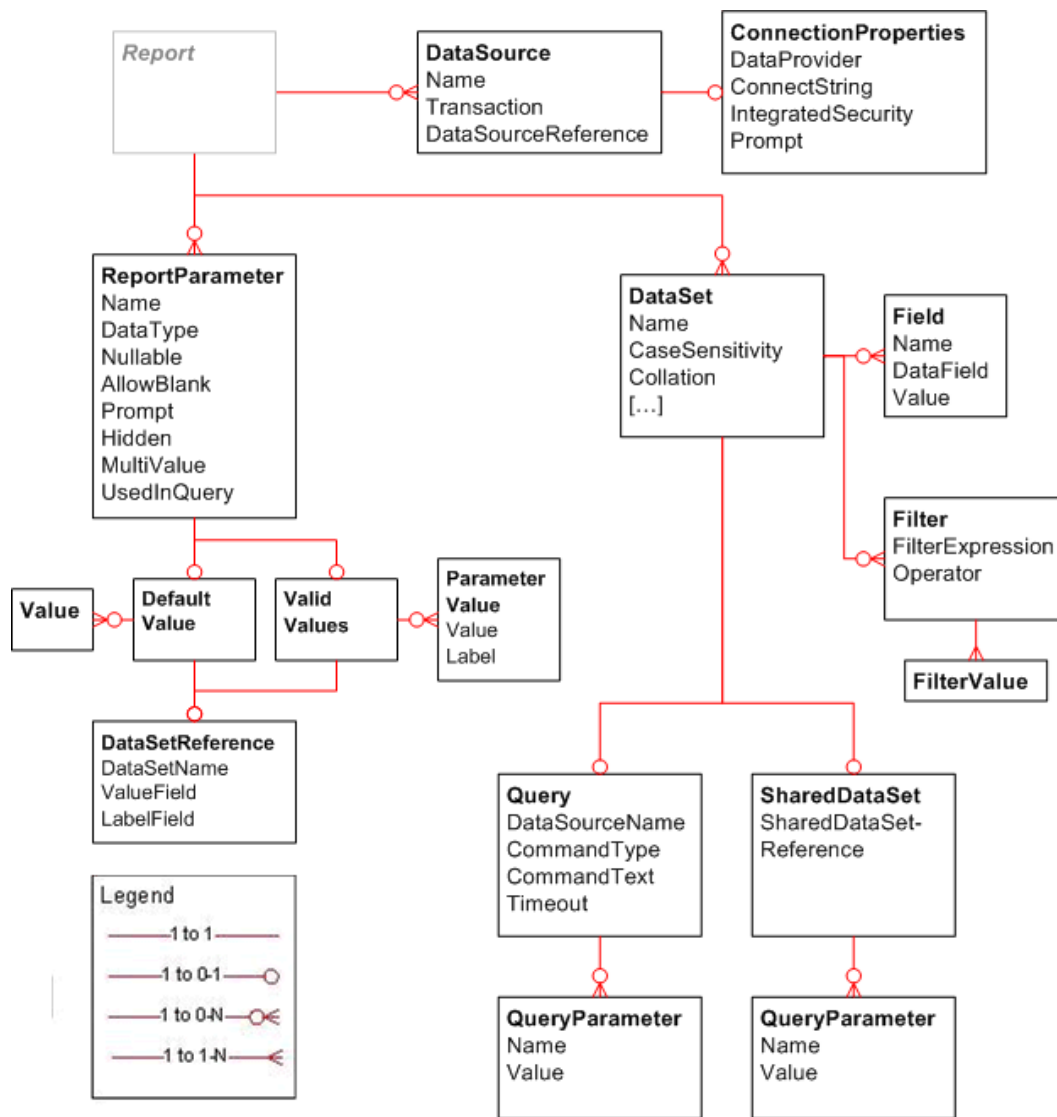 Report
DataSource
Name
Transaction
DataSourceReference
ConnectionProperties
DataProvider
ConnectString
IntegratedSecurity
Prompt
ReportParameter
Name
DataType
Nullable
AllowBlank
Prompt
Hidden
MultiValue
UsedInQuery
DataSet
Name
CaseSensitivity
Collation
[...]
Field
Name
DataField
Value
Filter
FilterExpression
Operator
FilterValue
Value
Default
Value
Valid
Values
Parameter
Value
Value
Label
DataSetReference
DataSetName
ValueField
LabelField
Query
DataSourceName
CommandType
CommandText
Timeout
SharedDataSet
SharedDataSet-
Reference
QueryParameter
Name
Value
QueryParameter
Name
Value
Legend
1 to 1
1 to 0-1
1 to 0-N
1 to 1-N